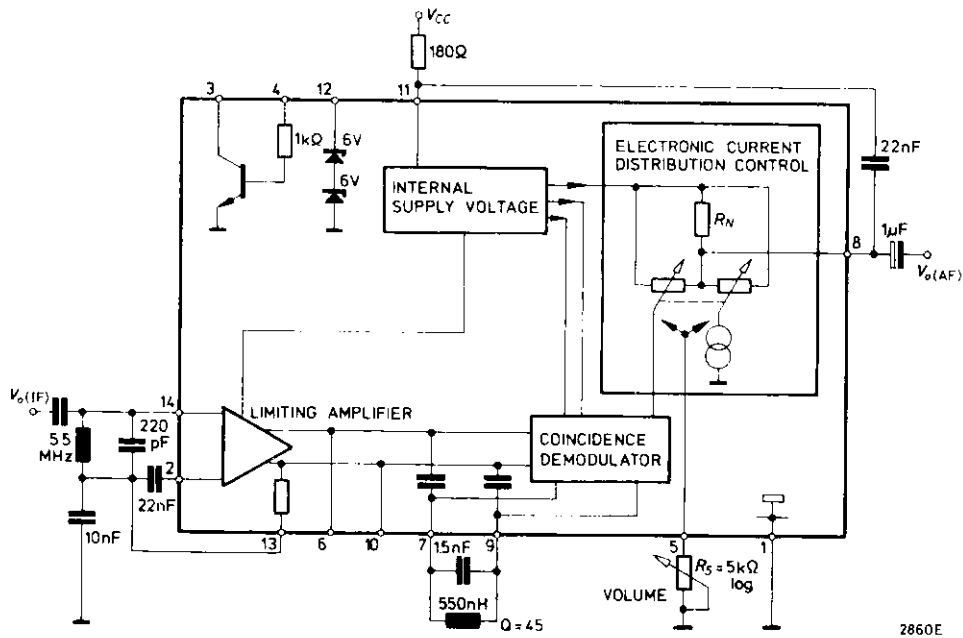 VCC
180Ω
3
4
12
11
1kΩ
6V
6V
INTERNAL
SUPPLY VOLTAGE
ELECTRONIC CURRENT
DISTRIBUTION CONTROL
RN
22nF
8
1µF
Vo(AF)
Vo(IF)
14
LIMITING AMPLIFIER
5.5
MHz
220
pF
2
22nF
10nF
COINCIDENCE
DEMODULATOR
13
6
10
7
1.5nF
9
5
1
550nH
Q=45
VOLUME
R5=5kΩ
log
2860E